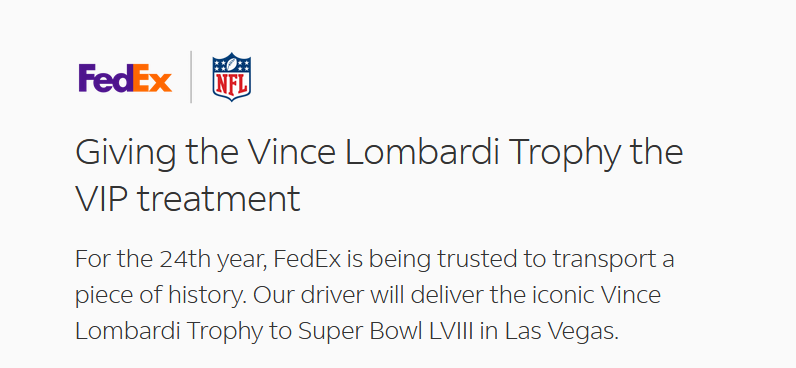 FedEx NFL
Giving the Vince Lombardi Trophy the
VIP treatment
For the 24th year, FedEx is being trusted to transport a
piece of history. Our driver will deliver the iconic Vince
Lombardi Trophy to Super Bowl LVIII in Las Vegas.